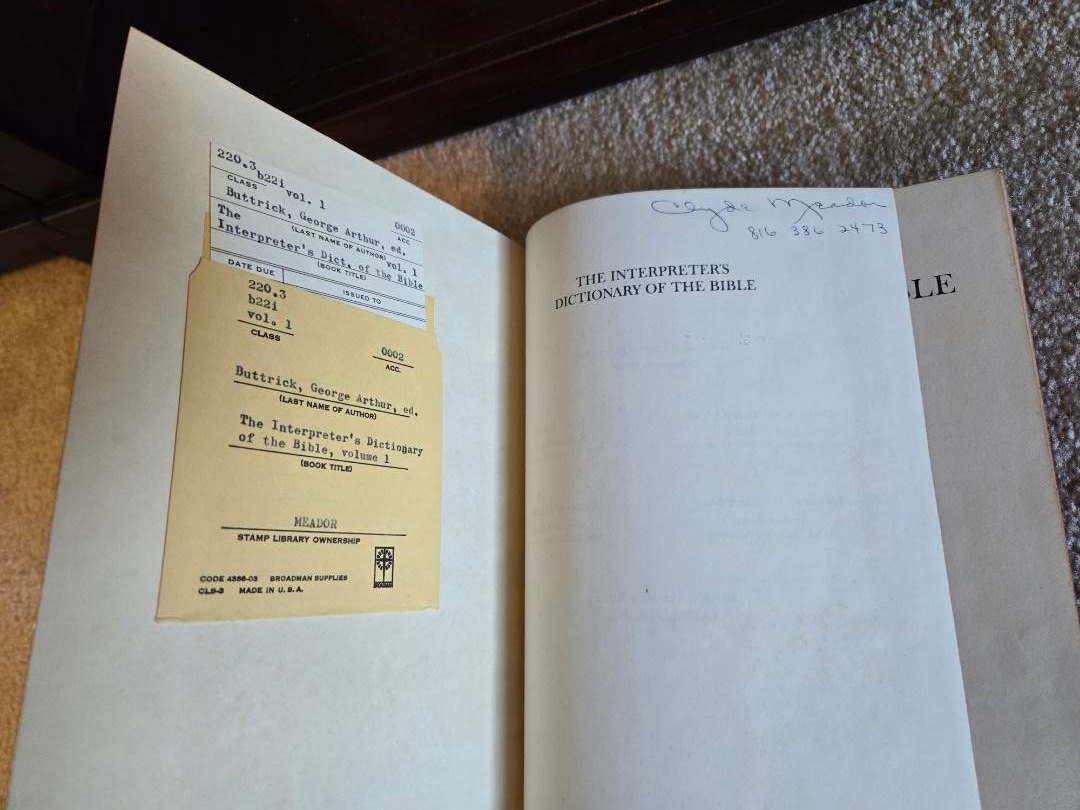 220.3
b22i vol. 1
CLASS
0002
ACC
Buttrick, George Arthur, ed.
(LAST NAME OF AUTHOR)
The vol. 1
Interpreter's Dict. of the Bible
(BOOK TITLE)
DATE DUE ISSUED TO
220.3
b22i
vol. 1
CLASS
0002
ACC.
Buttrick, George Arthur, ed.
(LAST NAME OF AUTHOR)
The Interpreter's Dictionary
of the Bible, volume 1
(BOOK TITLE)
MEADOR
STAMP LIBRARY OWNERSHIP
CODE 4386-03 BROADMAN SUPPLIES
CLS-3 MADE IN U.S.A.
Clyde Meador
816 386 2473
THE INTERPRETER'S
DICTIONARY OF THE BIBLE
LE